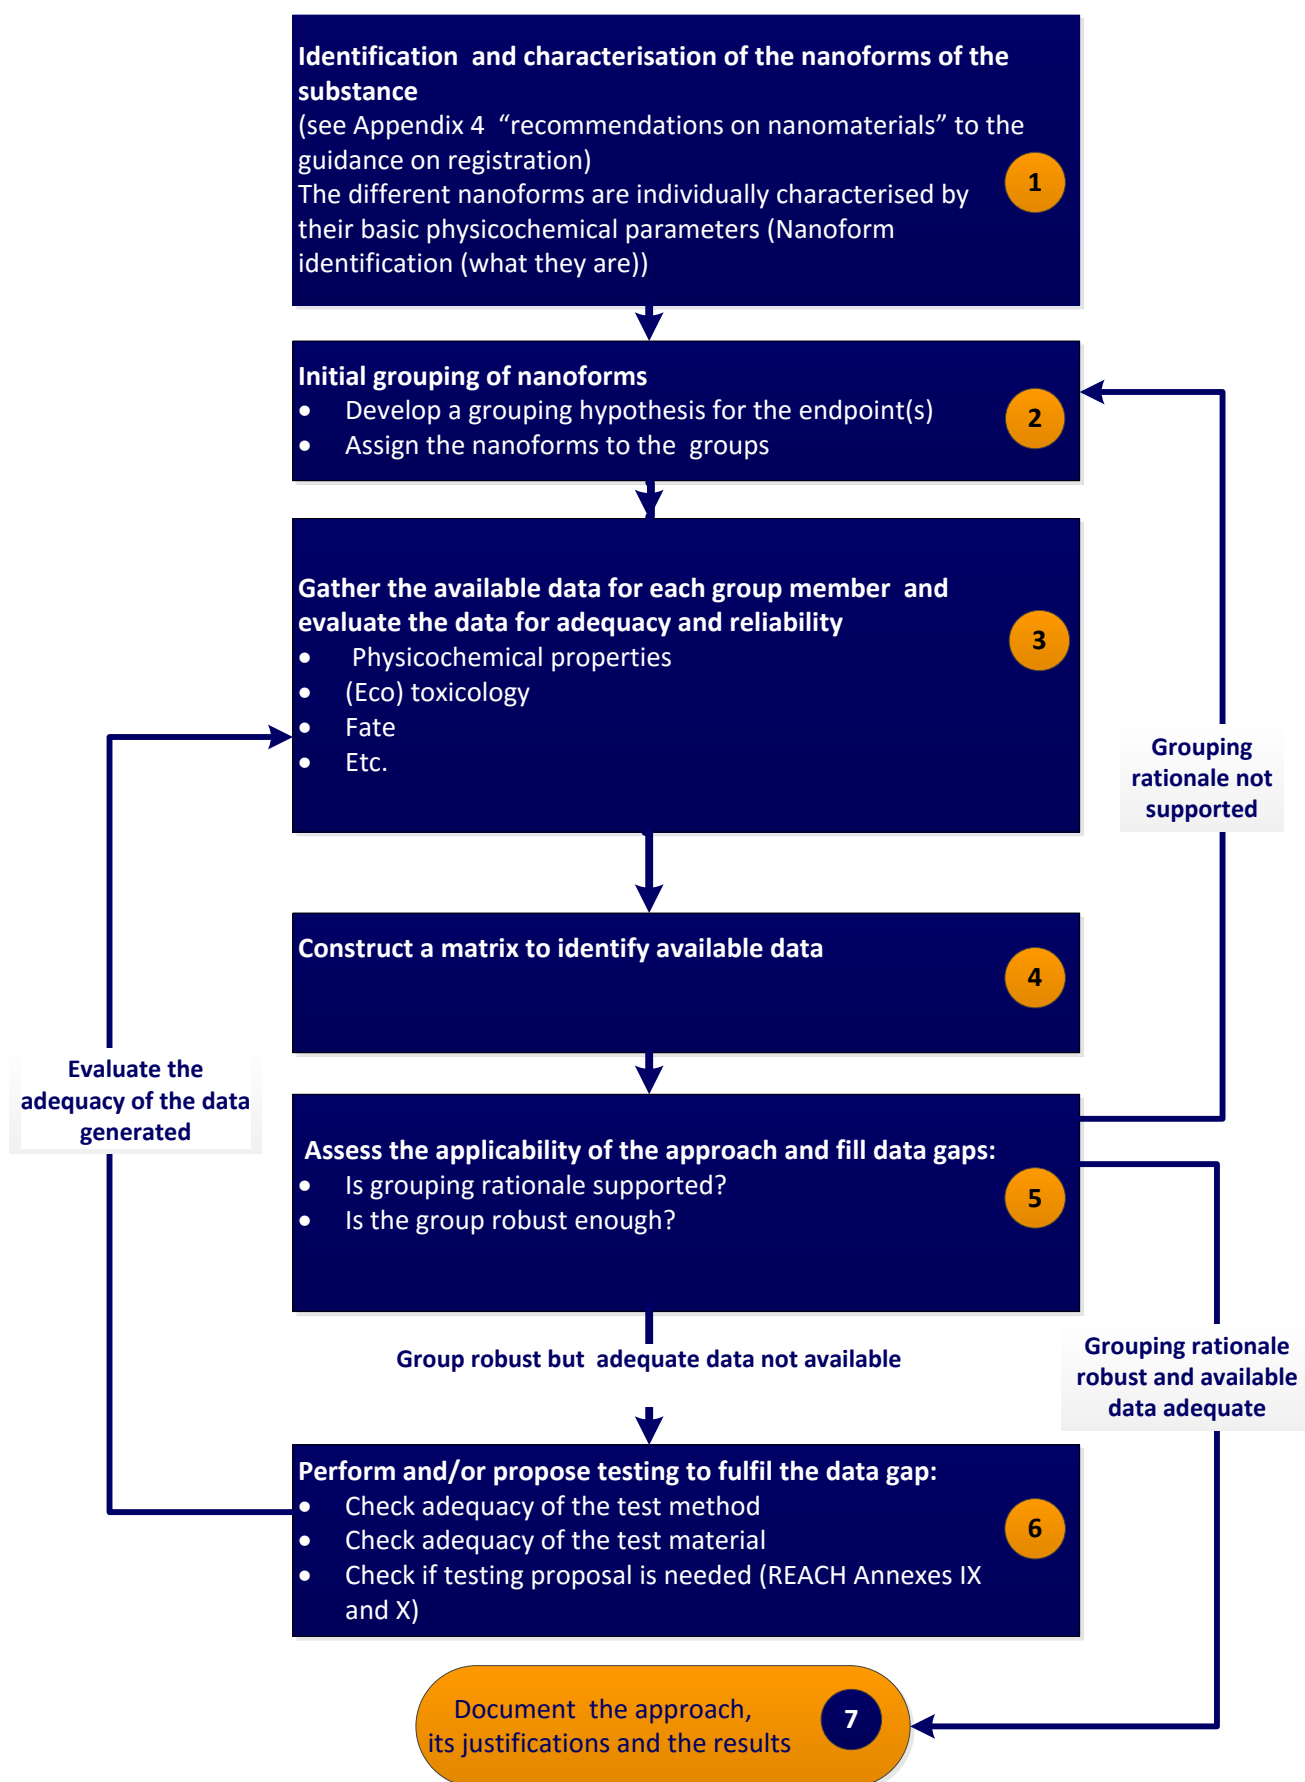 Identification and characterisation of the nanoforms of the
substance
(see Appendix 4 “recommendations on nanomaterials” to the
guidance on registration)
The different nanoforms are individually characterised by
their basic physicochemical parameters (Nanoform
identification (what they are))
1
Initial grouping of nanoforms
• Develop a grouping hypothesis for the endpoint(s)
• Assign the nanoforms to the groups
2
Gather the available data for each group member and
evaluate the data for adequacy and reliability
• Physicochemical properties
• (Eco) toxicology
• Fate
• Etc.
3
Grouping
rationale not
supported
Construct a matrix to identify available data
4
Evaluate the
adequacy of the data
generated
Assess the applicability of the approach and fill data gaps:
• Is grouping rationale supported?
• Is the group robust enough?
5
Group robust but adequate data not available
Grouping rationale
robust and available
data adequate
Perform and/or propose testing to fulfil the data gap:
• Check adequacy of the test method
• Check adequacy of the test material
• Check if testing proposal is needed (REACH Annexes IX
and X)
6
Document the approach,
its justifications and the results
7